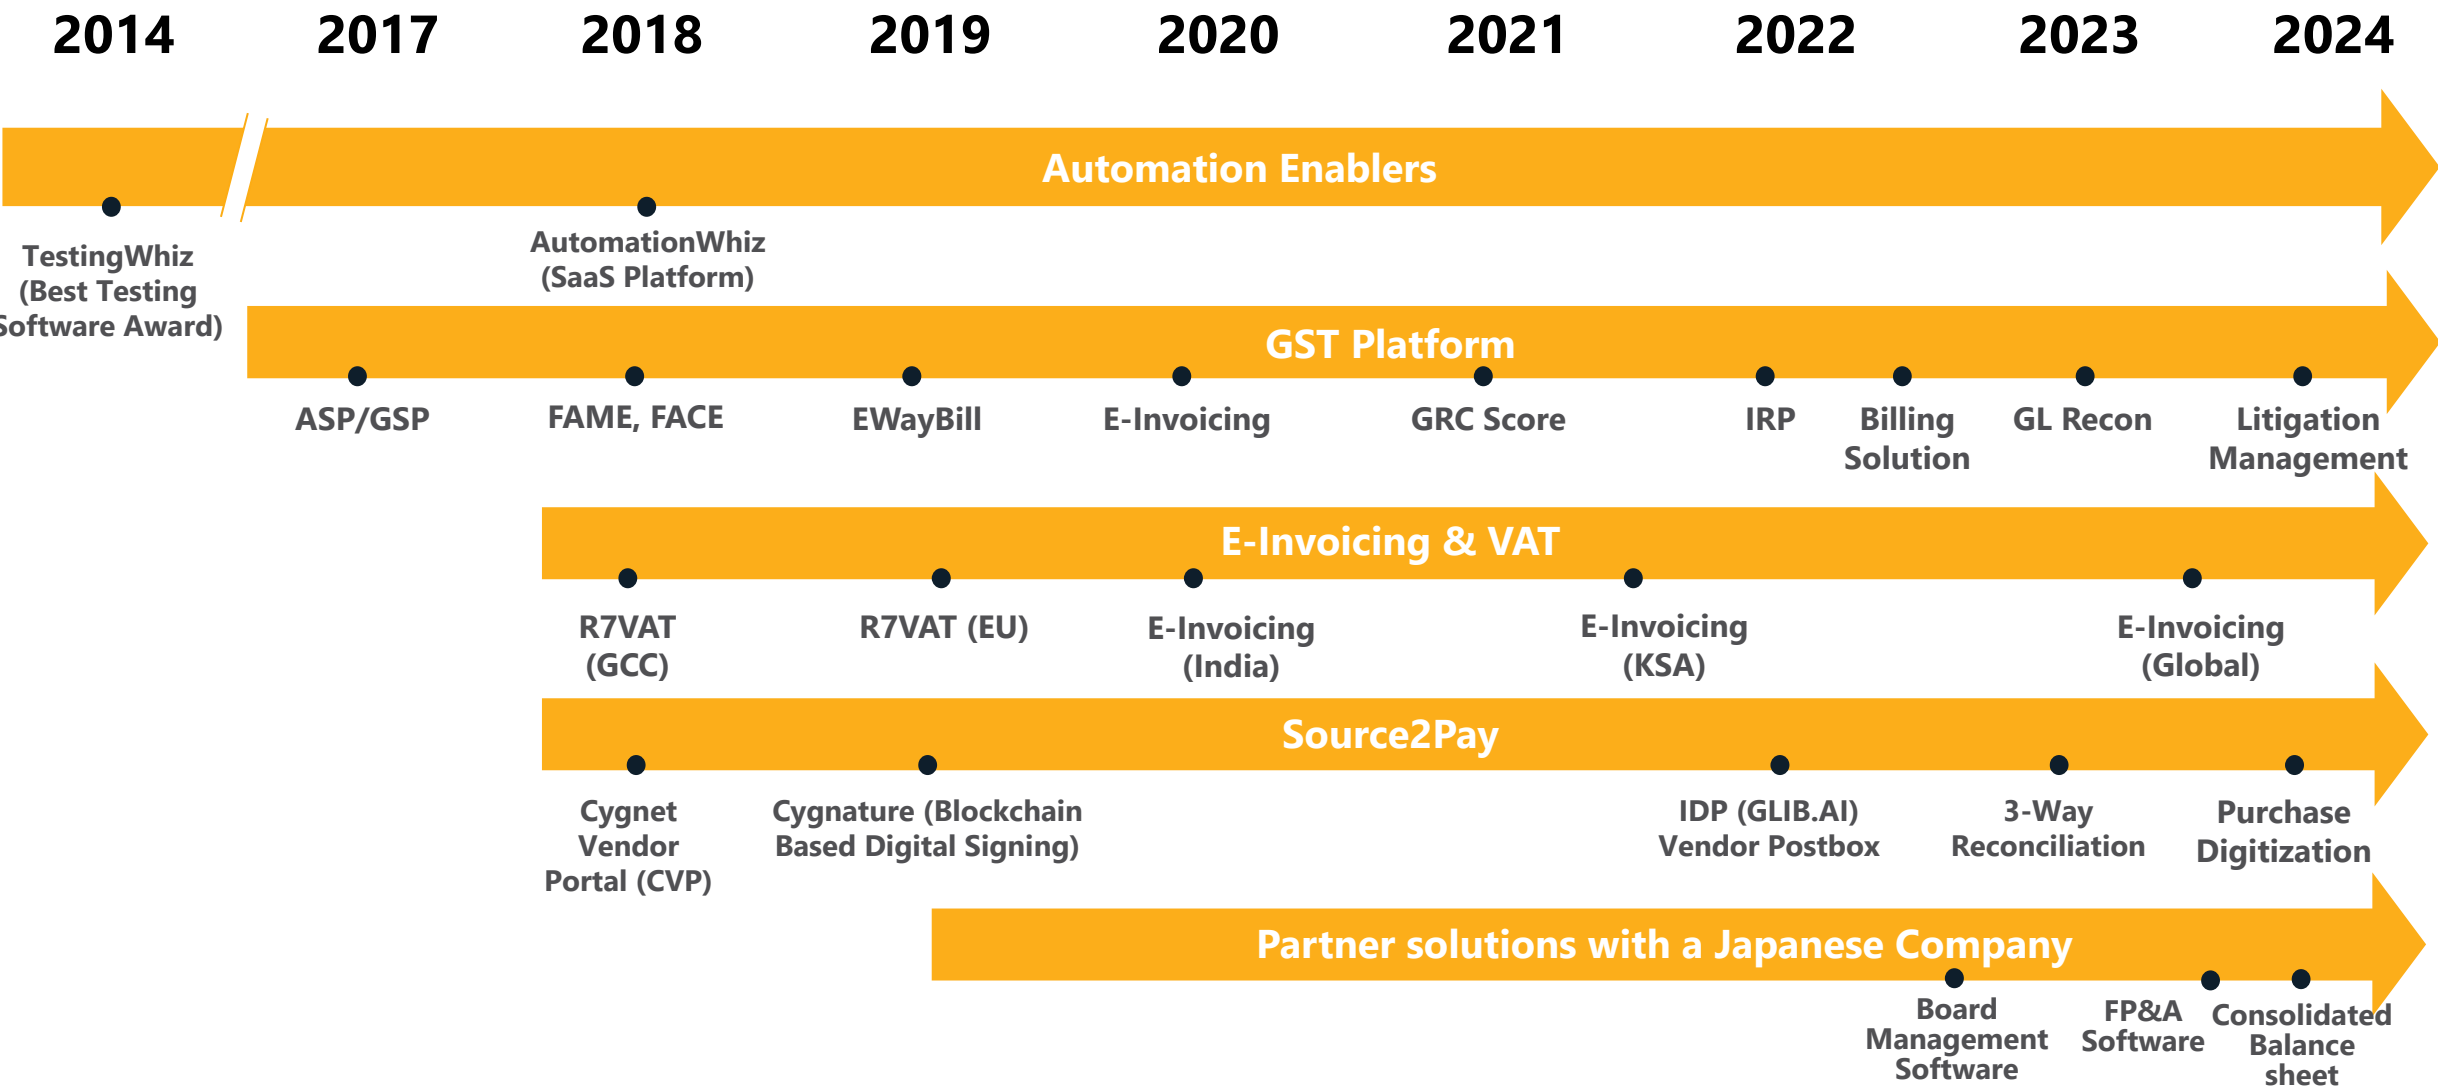 2014 2017 2018 2019 2020 2021 2022 2023 2024
Automation Enablers
TestingWhiz
(Best Testing
Software Award)
AutomationWhiz
(SaaS Platform)
GST Platform
ASP/GSP
FAME, FACE
EWayBill
E-Invoicing
GRC Score
IRP
Billing
Solution
GL Recon
Litigation
Management
E-Invoicing & VAT
R7VAT
(GCC)
R7VAT (EU)
E-Invoicing
(India)
E-Invoicing
(KSA)
E-Invoicing
(Global)
Source2Pay
Cygnet
Vendor
Portal (CVP)
Cygnature (Blockchain
Based Digital Signing)
IDP (GLIB.AI)
Vendor Postbox
3-Way
Reconciliation
Purchase
Digitization
Partner solutions with a Japanese Company
Board
Management
Software
FP&A
Software
Consolidated
Balance
sheet